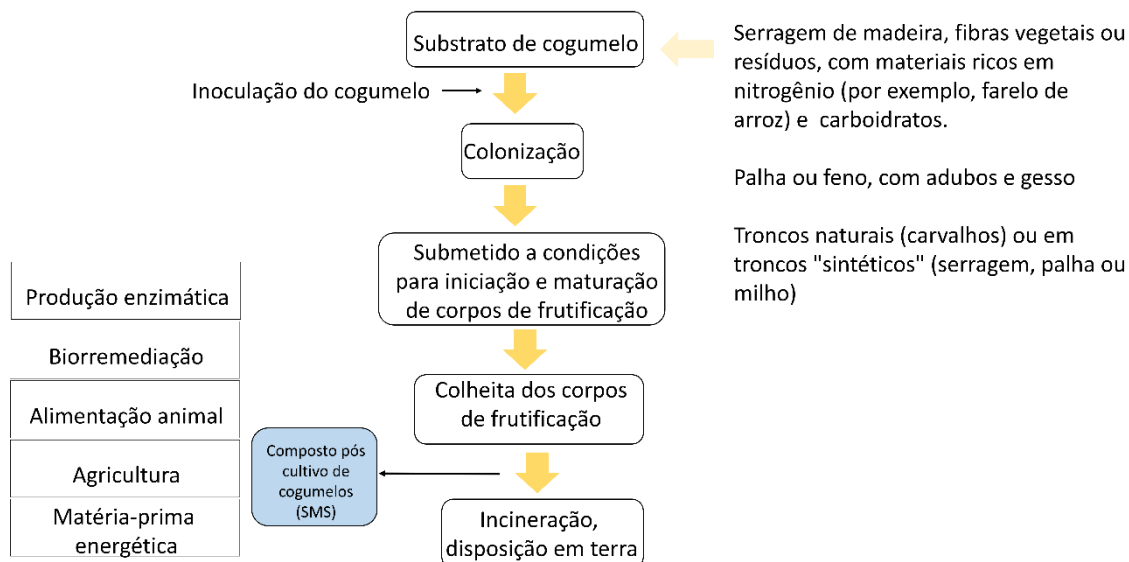 Substrato de cogumelo
Serragem de madeira, fibras vegetais ou
resíduos, com materiais ricos em
nitrogênio (por exemplo, farelo de
arroz) e carboidratos.
Palha ou feno, com adubos e gesso
Troncos naturais (carvalhos) ou em
troncos "sintéticos" (serragem, palha ou
milho)
Inoculação do cogumelo
Colonização
Submetido a condições
para iniciação e maturação
de corpos de frutificação
Colheita dos corpos
de frutificação
Composto pós
cultivo de
cogumelos
(SMS)
Incineração,
disposição em terra
Produção enzimática
Biorremediação
Alimentação animal
Agricultura
Matéria-prima
energética